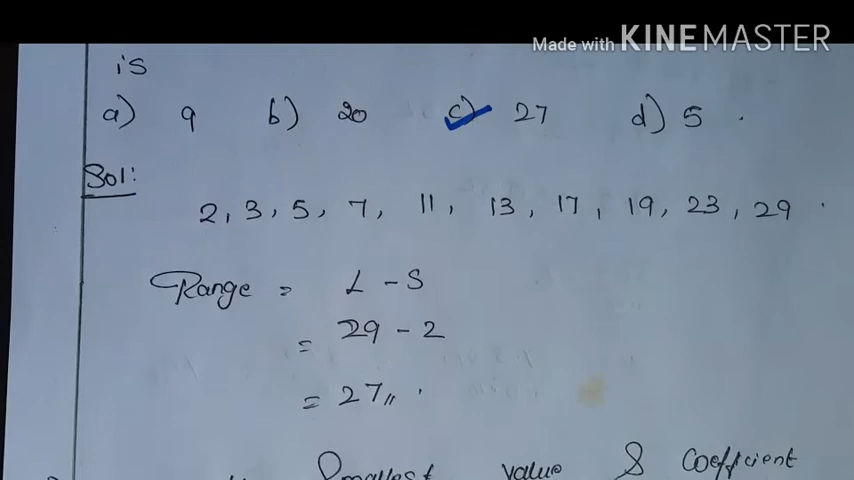 Made with KINEMASTER
is
a) 9 b) 20 c) 27 d) 5 .
Sol:
2, 3, 5, 7, 11, 13, 17, 19, 23, 29 .
Range = L - S
= 29 - 2
= 27,, .
Smallest value & coefficient